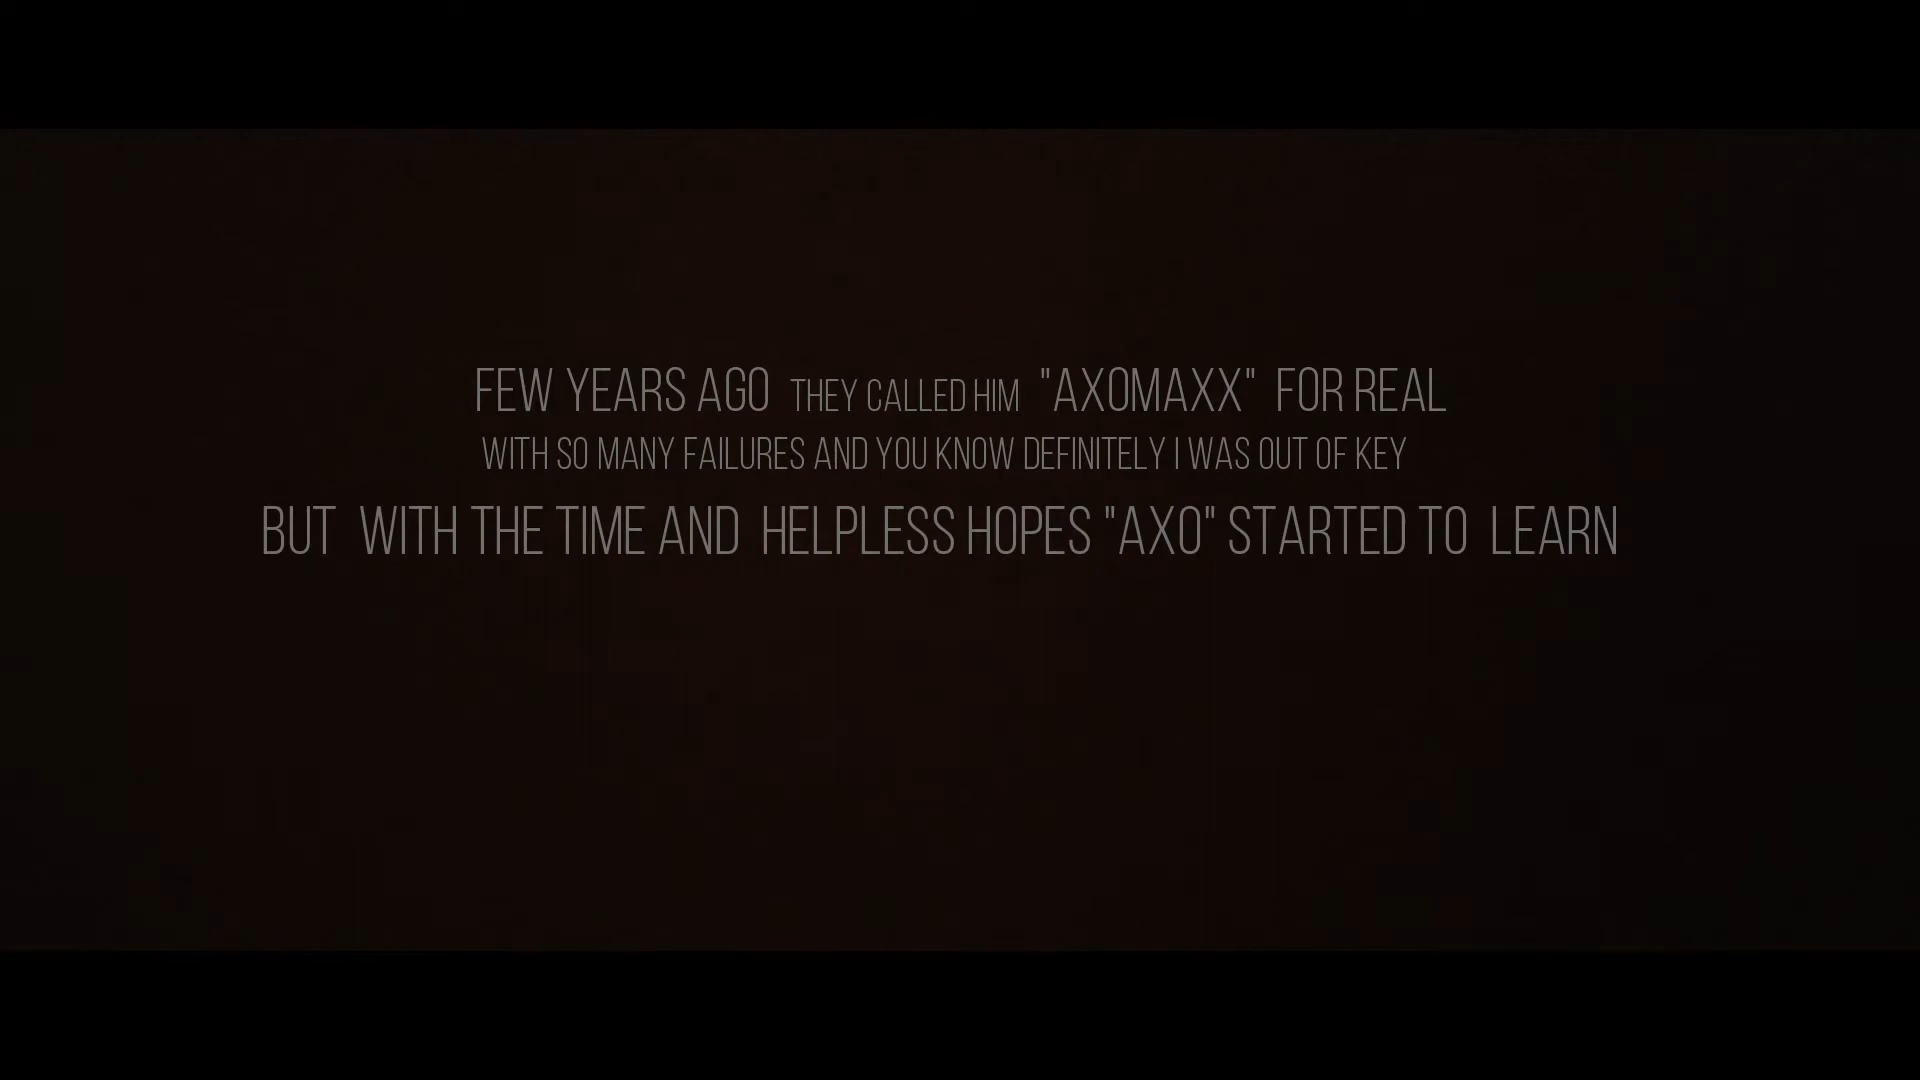 FEW YEARS AGO THEY CALLED HIM "AXOMAXX" FOR REAL
WITH SO MANY FAILURES AND YOU KNOW DEFINITELY I WAS OUT OF KEY
BUT WITH THE TIME AND HELPLESS HOPES "AXO" STARTED TO LEARN